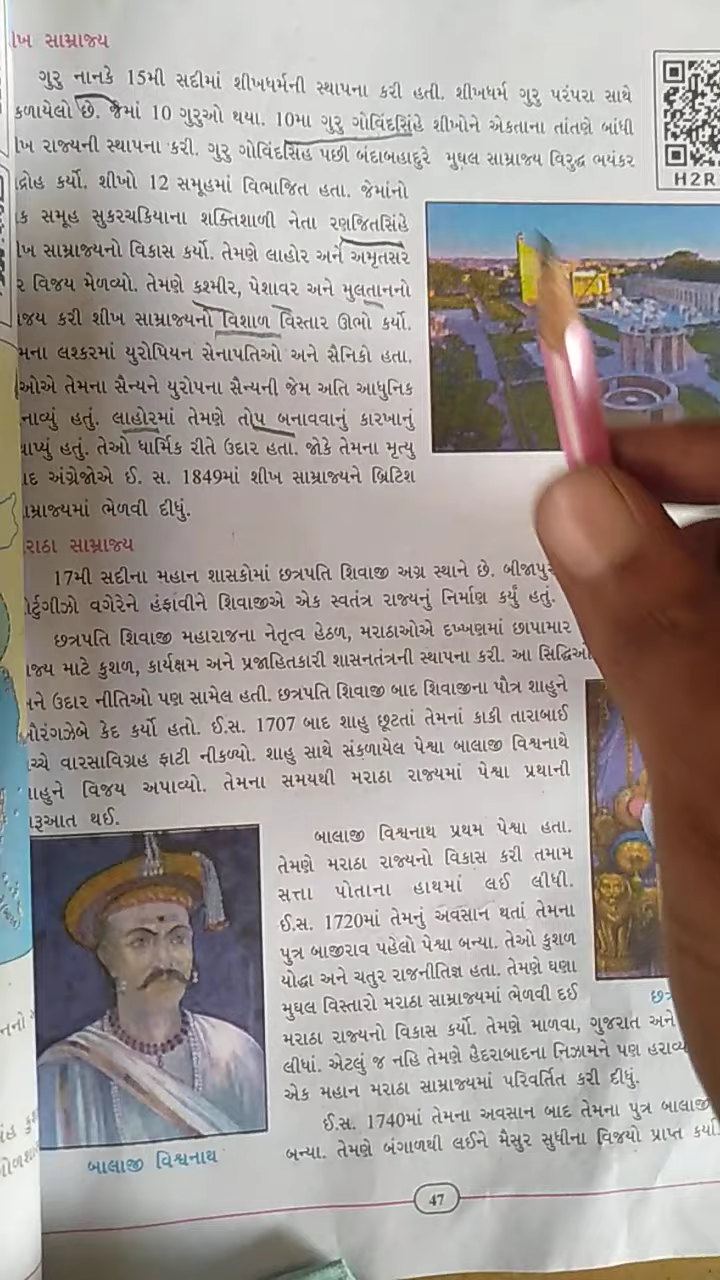 સામ્રાજ્ય
ગુરુ નાનકે 15મી સદીમાં શીખધર્મની સ્થાપના કરી હતી. શીખધર્મ ગુરુ પરંપરા સાથે
છે. જેમાં 10 ગુરુઓ થયા. 10મા ગુરુ ગોવિંદસિંહે શીખોને એકતાના તાંતણે બાંધી
રાજ્યની સ્થાપના કરી. ગુરુ ગોવિંદસિંહ પછી બંદાબહાદુરે મુઘલ સામ્રાજ્ય વિરુદ્ધ ભયંકર
કર્યો. શીખો 12 સમૂહમાં વિભાજિત હતા. જેમાંનો
H2R
સમૂહ સુકરચકિયાના શક્તિશાળી નેતા રણજિતસિંહે
સામ્રાજ્યનો વિકાસ કર્યો. તેમણે લાહોર અને અમૃતસર
વિજય મેળવ્યો. તેમણે કશ્મીર, પેશાવર અને મુલતાનનો
કરી શીખ સામ્રાજ્યનો વિશાળ વિસ્તાર ઊભો કર્યો.
લશ્કરમાં યુરોપિયન સેનાપતિઓ અને સૈનિકો હતા.
તેમના સૈન્યને યુરોપના સૈન્યની જેમ અતિ આધુનિક
હતું. લાહોરમાં તેમણે તોપ બનાવવાનું કારખાનું
હતું. તેઓ ધાર્મિક રીતે ઉદાર હતા. જોકે તેમના મૃત્યુ
અંગ્રેજોએ ઈ. સ. 1849માં શીખ સામ્રાજ્યને બ્રિટિશ
ભેળવી દીધું.
સામ્રાજ્ય
17મી સદીના મહાન શાસકોમાં છત્રપતિ શિવાજી અગ્ર સ્થાને છે.
વગેરેને હંફાવીને શિવાજીએ એક સ્વતંત્ર રાજ્યનું નિર્માણ કર્યું હતું.
છત્રપતિ શિવાજી મહારાજના નેતૃત્વ હેઠળ, મરાઠાઓએ દખ્ખણમાં છાપામાર
માટે કુશળ, કાર્યક્ષમ અને પ્રજાહિતકારી શાસનતંત્રની સ્થાપના કરી. આ
ઉદાર નીતિઓ પણ સામેલ હતી. છત્રપતિ શિવાજી બાદ શિવાજીના પૌત્ર શાહુને
કેદ કર્યો હતો. ઈ.સ. 1707 બાદ શાહુ છૂટતાં તેમનાં કાકી તારાબાઈ
વારસાવિગ્રહ ફાટી નીકળ્યો. શાહુ સાથે સંકળાયેલ પેશ્વા બાલાજી વિશ્વનાથે
વિજય અપાવ્યો. તેમના સમયથી મરાઠા રાજ્યમાં પેશ્વા પ્રથાની
થઈ.
બાલાજી વિશ્વનાથ પ્રથમ પેશ્વા હતા.
તેમણે મરાઠા રાજ્યનો વિકાસ કરી તમામ
સત્તા પોતાના હાથમાં લઈ લીધી.
ઈ.સ. 1720માં તેમનું અવસાન થતાં તેમના
પુત્ર બાજીરાવ પહેલો પેશ્વા બન્યા. તેઓ કુશળ
યોદ્ધા અને ચતુર રાજનીતિજ્ઞ હતા. તેમણે ઘણા
મુઘલ વિસ્તારો મરાઠા સામ્રાજ્યમાં ભેળવી દઈ
મરાઠા રાજ્યનો વિકાસ કર્યો. તેમણે માળવા, ગુજરાત અને
લીધાં. એટલું જ નહિ તેમણે હૈદરાબાદના નિઝામને પણ
એક મહાન મરાઠા સામ્રાજ્યમાં પરિવર્તિત કરી દીધું.
ઈ.સ. 1740માં તેમના અવસાન બાદ તેમના પુત્ર બાલાજી
બન્યા. તેમણે બંગાળથી લઈને મૈસુર સુધીના વિજયો પ્રાપ્ત
બાલાજી વિશ્વનાથ
47